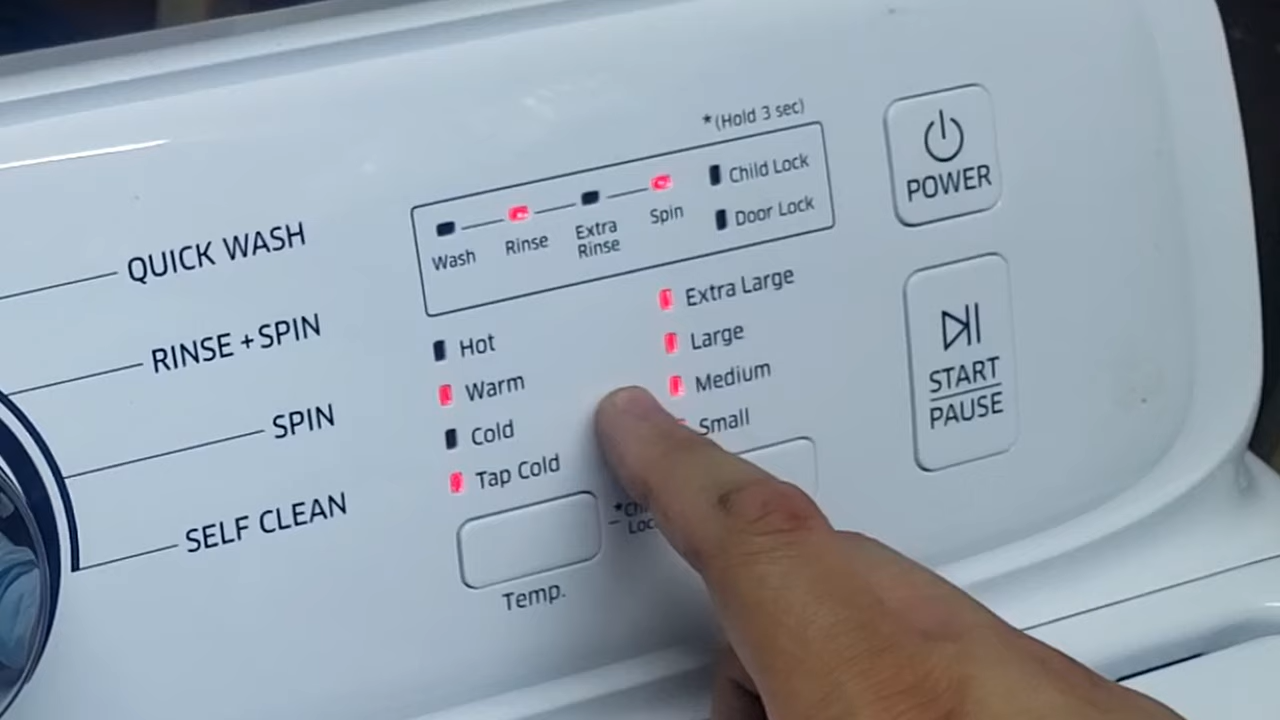 *(Hold 3 sec)
POWER
Child Lock
Door Lock
Wash
Rinse
Extra
Rinse
Spin
QUICK WASH
RINSE + SPIN
SPIN
SELF CLEAN
Hot
Warm
Cold
Tap Cold
Temp.
Extra Large
Large
Medium
Small
START
PAUSE